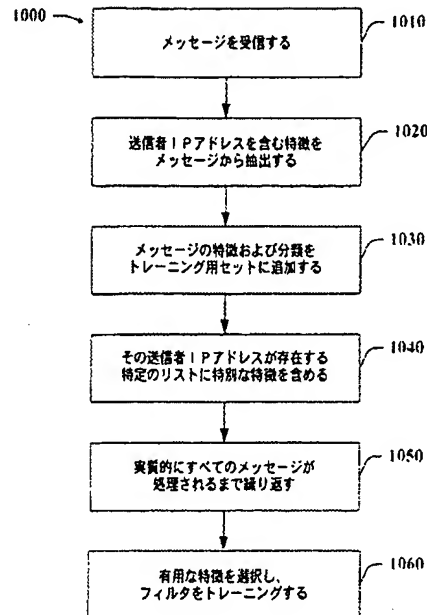 1000
メッセージを受信する
1010
送信者IPアドレスを含む特徴を
メッセージから抽出する
1020
メッセージの特徴および分類を
トレーニング用セットに追加する
1030
その送信者IPアドレスが存在する
特定のリストに特別な特徴を含める
1040
実質的にすべてのメッセージが
処理されるまで繰り返す
1050
有用な特徴を選択し、
フィルタをトレーニングする
1060